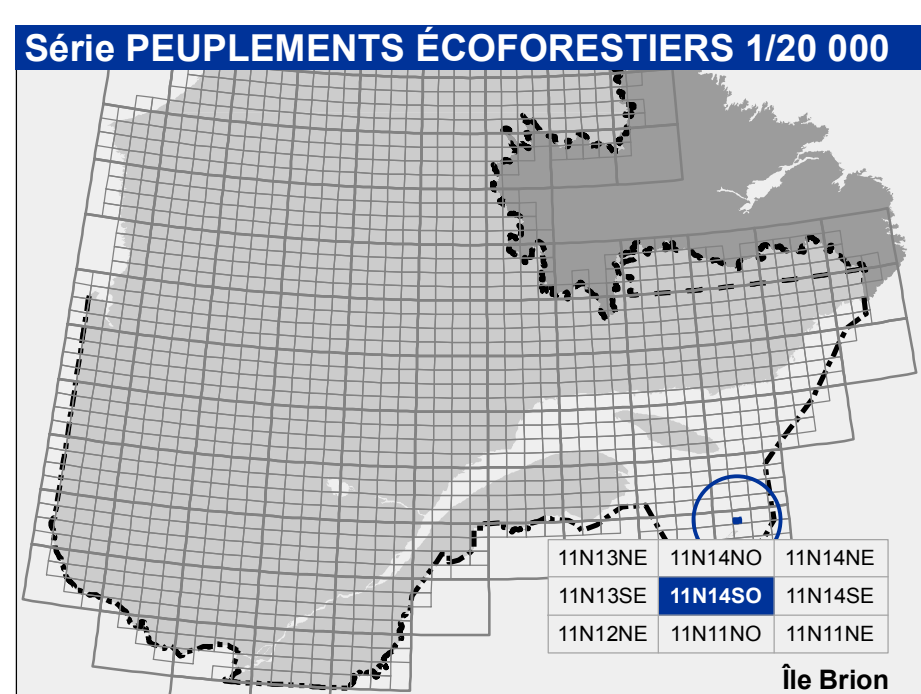 Série PEUPLEMENTS ÉCOFORESTIERS 1/20 000
11N13NE 11N14NO 11N14NE
11N13SE 11N14SO 11N14SE
11N12NE 11N11NO 11N11NE
Île Brion